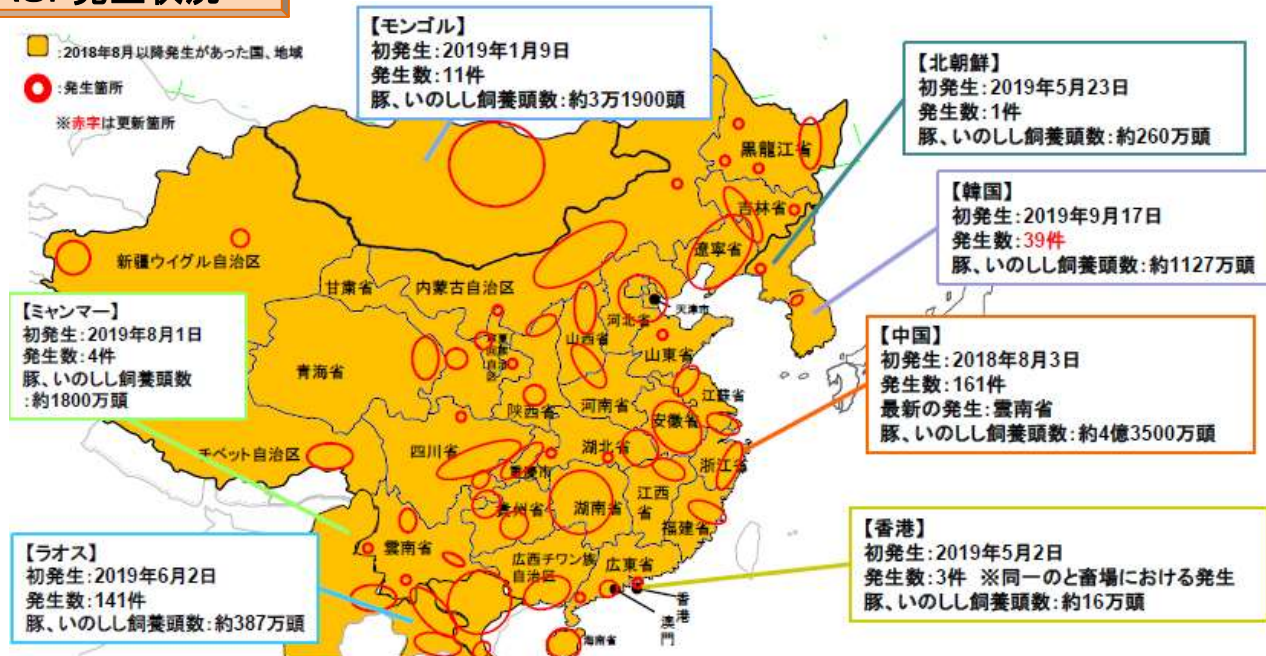 :2018年8月以降発生があった国、地域
:発生箇所
※赤字は更新箇所
【モンゴル】
初発生:2019年1月9日
発生数:11件
豚、いのしし飼養頭数:約3万1900頭
【北朝鮮】
初発生:2019年5月23日
発生数:1件
豚、いのしし飼養頭数:約260万頭
【韓国】
初発生:2019年9月17日
発生数:39件
豚、いのしし飼養頭数:約1127万頭
【中国】
初発生:2018年8月3日
発生数:161件
最新の発生:雲南省
豚、いのしし飼養頭数:約4億3500万頭
【香港】
初発生:2019年5月2日
発生数:3件 ※同一のと畜場における発生
豚、いのしし飼養頭数:約16万頭
【ミャンマー】
初発生:2019年8月1日
発生数:4件
豚、いのしし飼養頭数
:約1800万頭
【ラオス】
初発生:2019年6月2日
発生数:141件
豚、いのしし飼養頭数:約387万頭
黒龍江省
吉林省
遼寧省
新疆ウイグル自治区
甘粛省
内蒙古自治区
河北省
天津市
山西省
山東省
青海省
陝西省
河南省
江蘇省
安徽省
チベット自治区
四川省
重慶市
湖北省
浙江省
貴州省
湖南省
江西省
福建省
雲南省
広西チワン族
自治区
広東省
香港
澳門
海南省